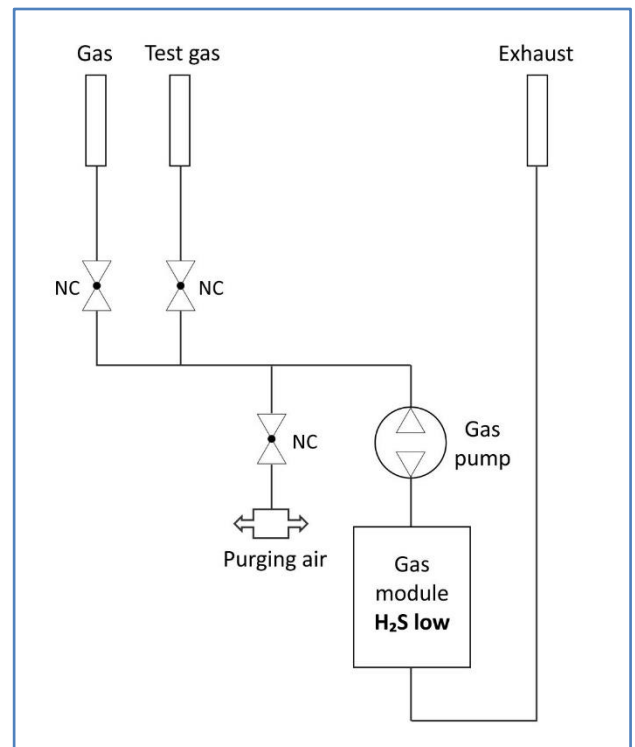 Gas
Test gas
Exhaust
NC
NC
NC
Gas
pump
Purging air
Gas
module
H₂S low